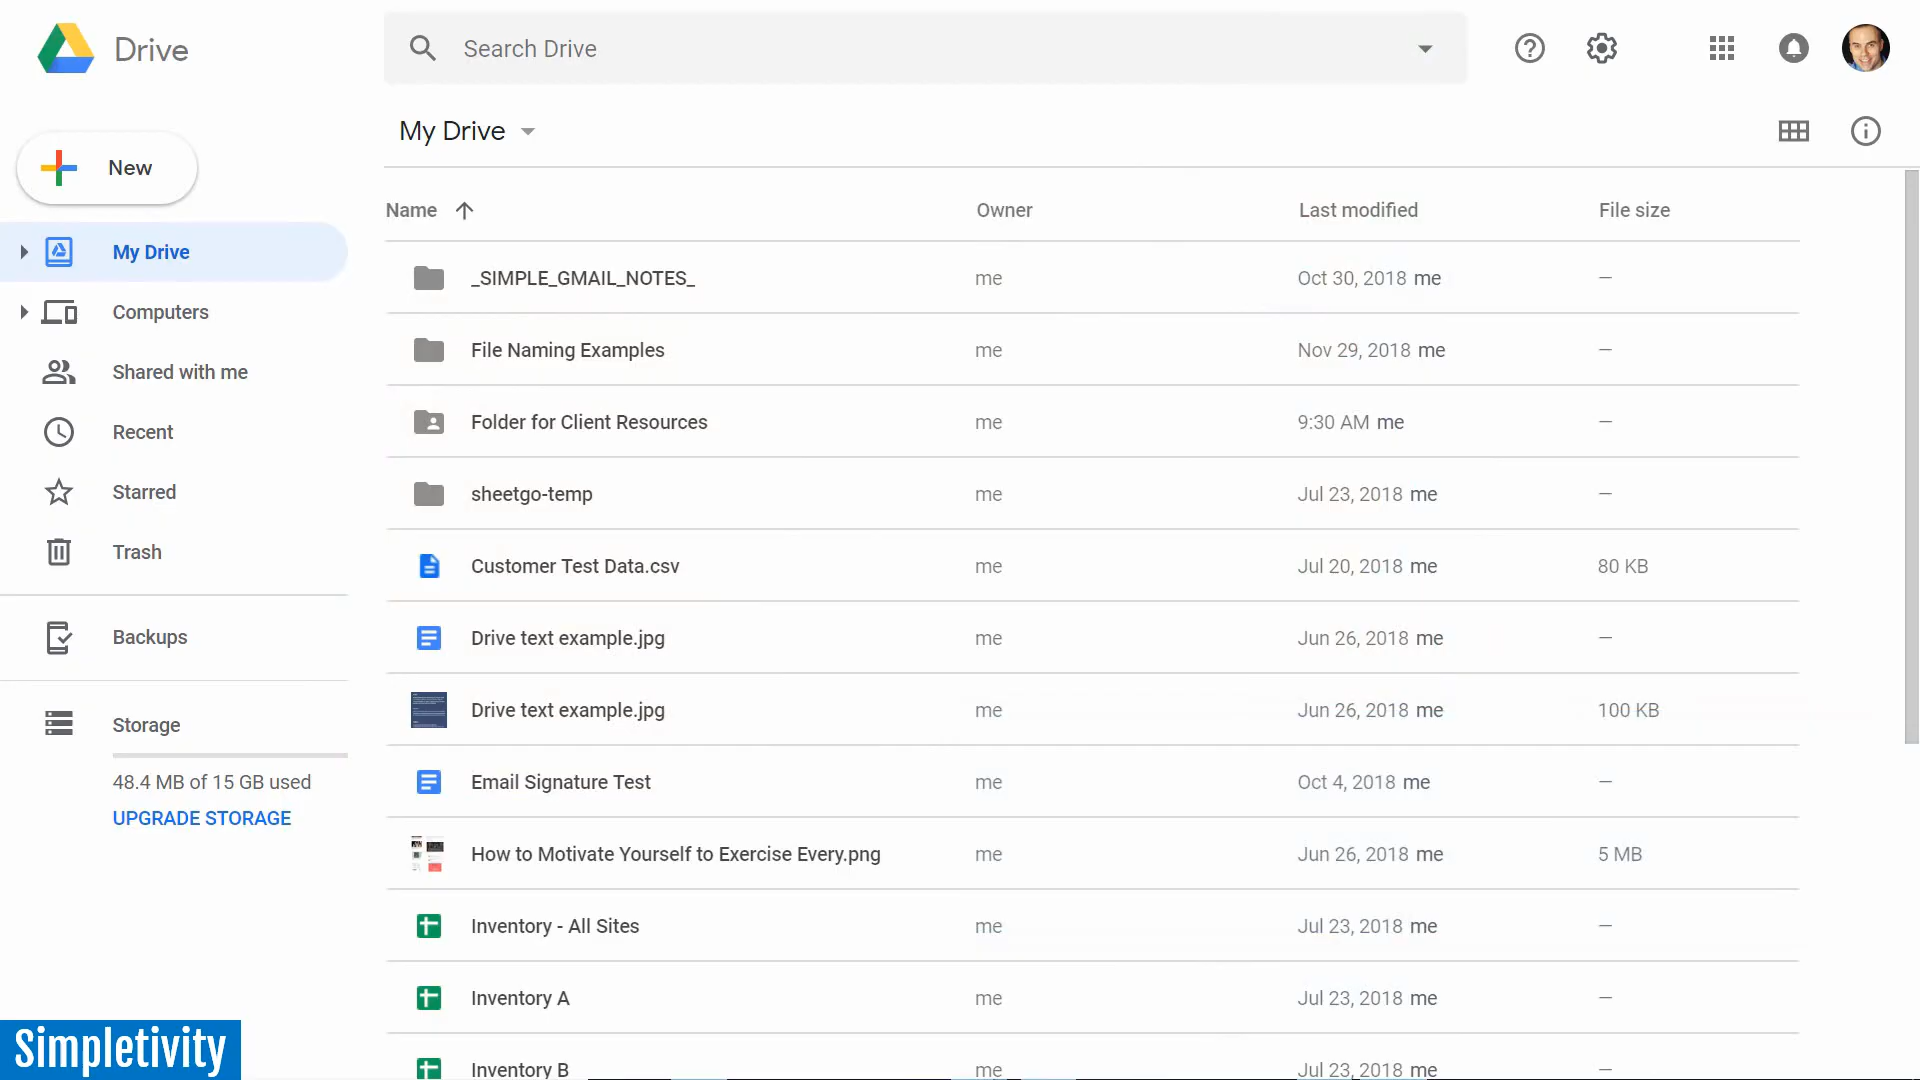 Drive
Search Drive
New
My Drive
Name Owner Last modified File size
My Drive
Computers
Shared with me
Recent
Starred
Trash
Backups
Storage
48.4 MB of 15 GB used
UPGRADE STORAGE
_SIMPLE_GMAIL_NOTES_ me Oct 30, 2018 me —
File Naming Examples me Nov 29, 2018 me —
Folder for Client Resources me 9:30 AM me —
sheetgo-temp me Jul 23, 2018 me —
Customer Test Data.csv me Jul 20, 2018 me 80 KB
Drive text example.jpg me Jun 26, 2018 me —
Drive text example.jpg me Jun 26, 2018 me 100 KB
Email Signature Test me Oct 4, 2018 me —
How to Motivate Yourself to Exercise Every.png me Jun 26, 2018 me 5 MB
Inventory - All Sites me Jul 23, 2018 me —
Inventory A me Jul 23, 2018 me —
Inventory B me Jul 23, 2018 me —
Simpletivity